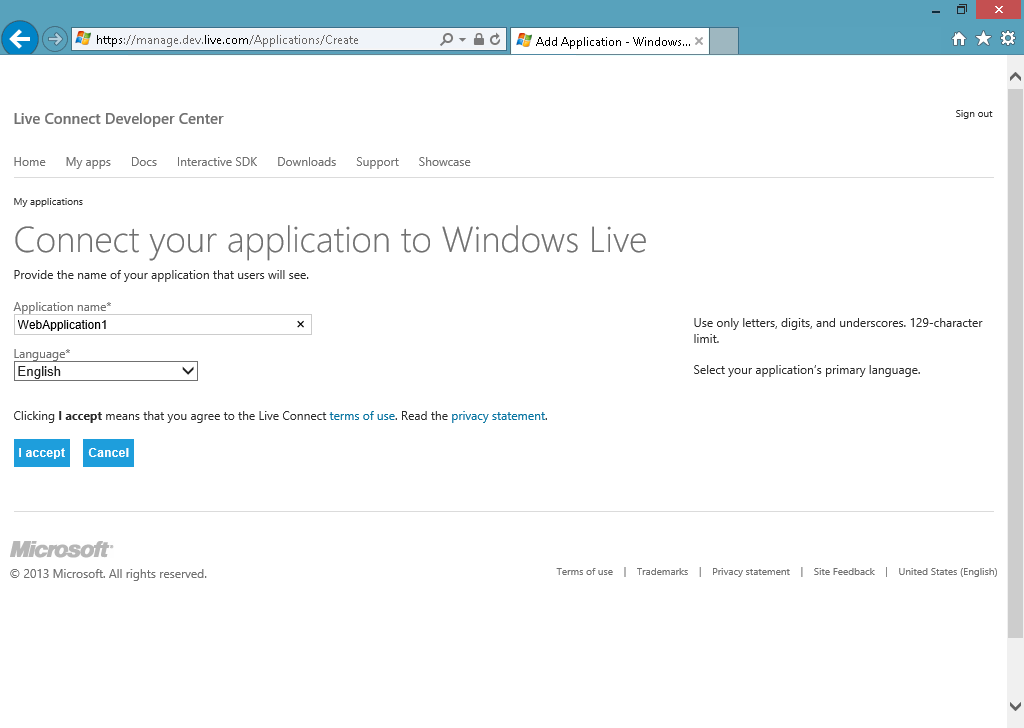 https://manage.dev.live.com/Applications/Create
Add Application - Windows...
Live Connect Developer Center
Sign out
Home My apps Docs Interactive SDK Downloads Support Showcase
My applications
Connect your application to Windows Live
Provide the name of your application that users will see.
Application name*
WebApplication1
Use only letters, digits, and underscores. 129-character
limit.
Language*
English
Select your application's primary language.
Clicking I accept means that you agree to the Live Connect terms of use. Read the privacy statement.
I accept Cancel
Microsoft
© 2013 Microsoft. All rights reserved.
Terms of use | Trademarks | Privacy statement | Site Feedback | United States (English)